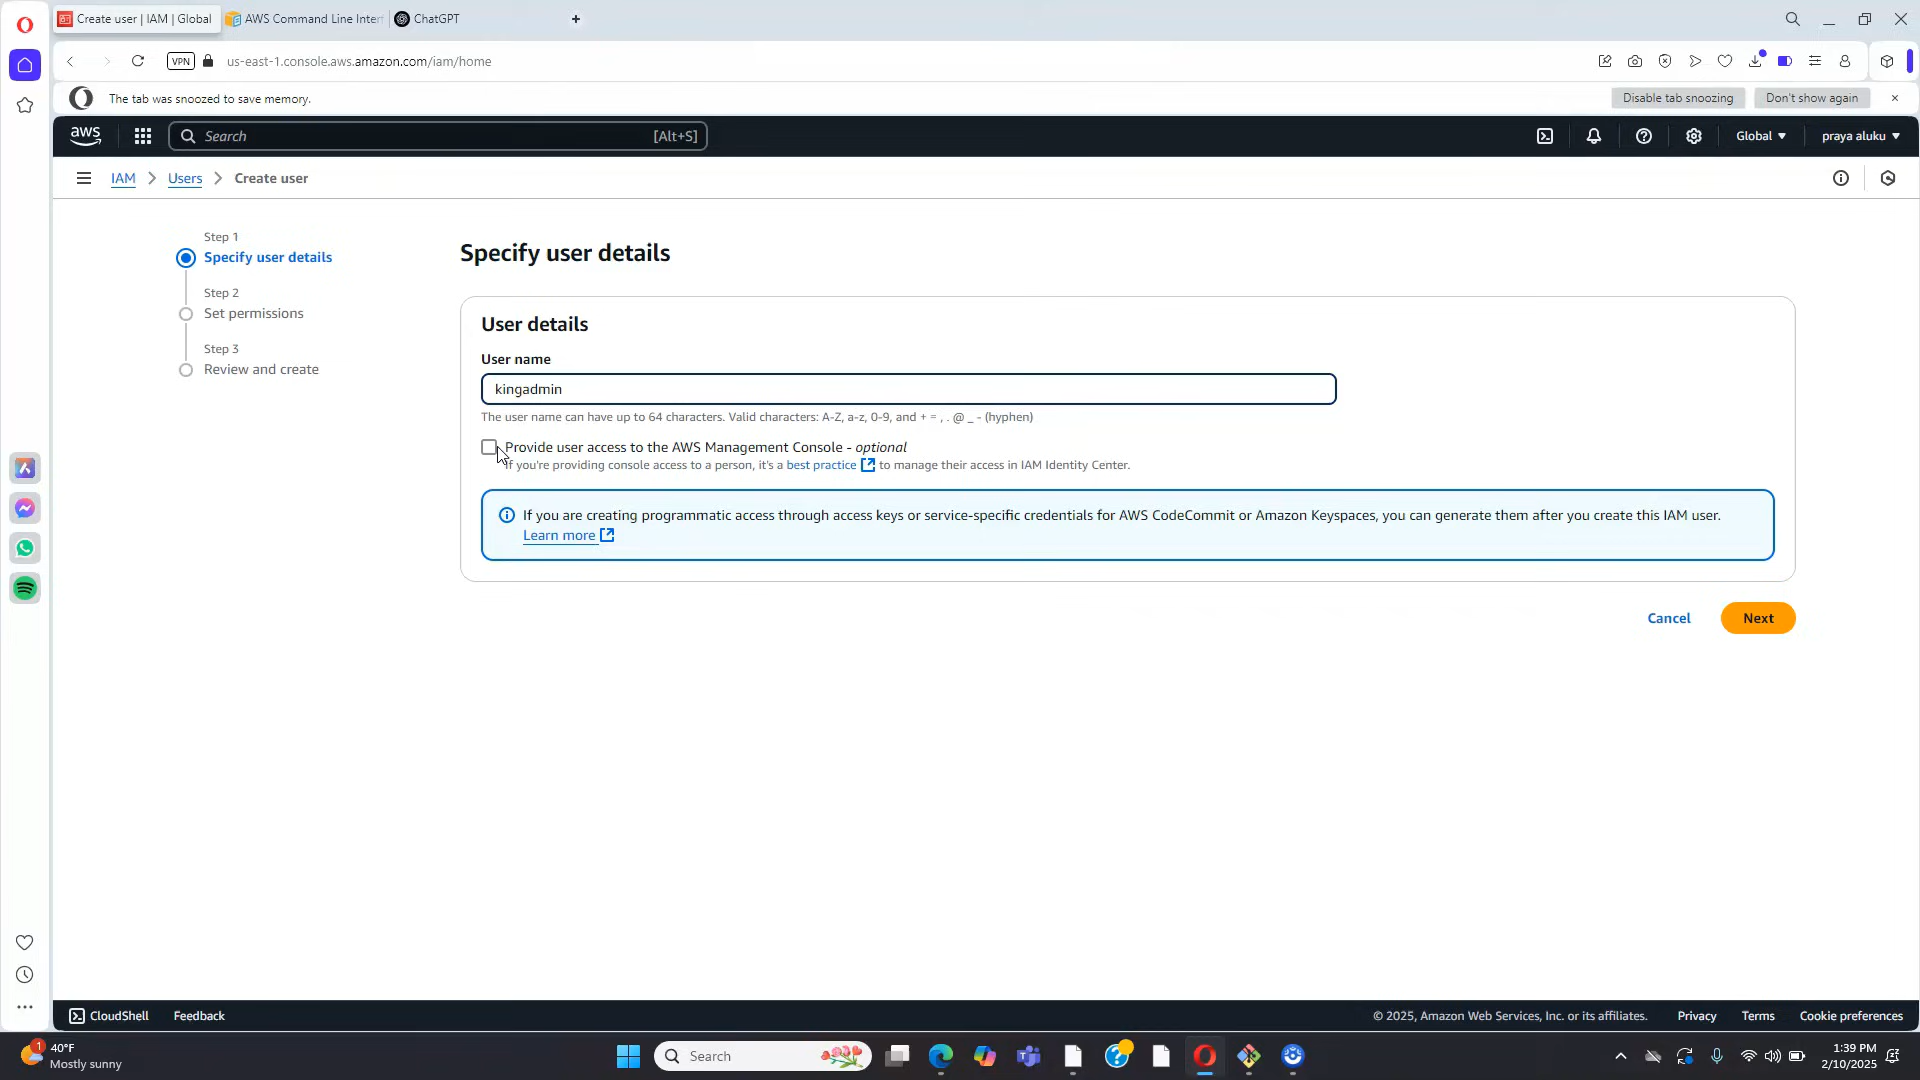 Create user | IAM | Global
AWS Command Line Inter
ChatGPT
VPN
us-east-1.console.aws.amazon.com/iam/home
The tab was snoozed to save memory.
Disable tab snoozing
Don't show again
aws
Search
[Alt+S]
Global
praya aluku
IAM
Users
Create user
Step 1
Specify user details
Step 2
Set permissions
Step 3
Review and create
Specify user details
User details
User name
kingadmin
The user name can have up to 64 characters. Valid characters: A-Z, a-z, 0-9, and + = , . @ _ - (hyphen)
Provide user access to the AWS Management Console - optional
If you're providing console access to a person, it's a best practice to manage their access in IAM Identity Center.
If you are creating programmatic access through access keys or service-specific credentials for AWS CodeCommit or Amazon Keyspaces, you can generate them after you create this IAM user.
Learn more
Cancel
Next
CloudShell
Feedback
© 2025, Amazon Web Services, Inc. or its affiliates.
Privacy
Terms
Cookie preferences
1
40°F
Mostly sunny
Search
1:39 PM
2/10/2025